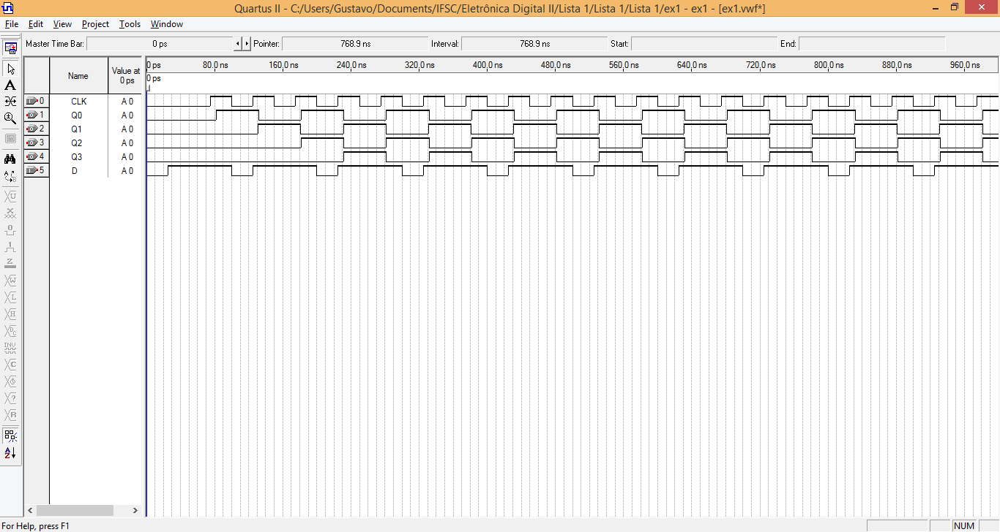 Quartus II - C:/Users/Gustavo/Documents/IFSC/Eletrônica Digital II/Lista 1/Lista 1/Lista 1/ex1 - ex1 - [ex1.vwf*]
File Edit View Project Tools Window
Master Time Bar: 0 ps Pointer: 768.9 ns Interval: 768.9 ns Start: End:
Name
Value at
0 ps
0 ps 80.0 ns 160.0 ns 240.0 ns 320.0 ns 400.0 ns 480.0 ns 560.0 ns 640.0 ns 720.0 ns 800.0 ns 880.0 ns 960.0 ns
0 ps
0 CLK A 0
1 Q0 A 0
2 Q1 A 0
3 Q2 A 0
4 Q3 A 0
5 D A 0
For Help, press F1
NUM